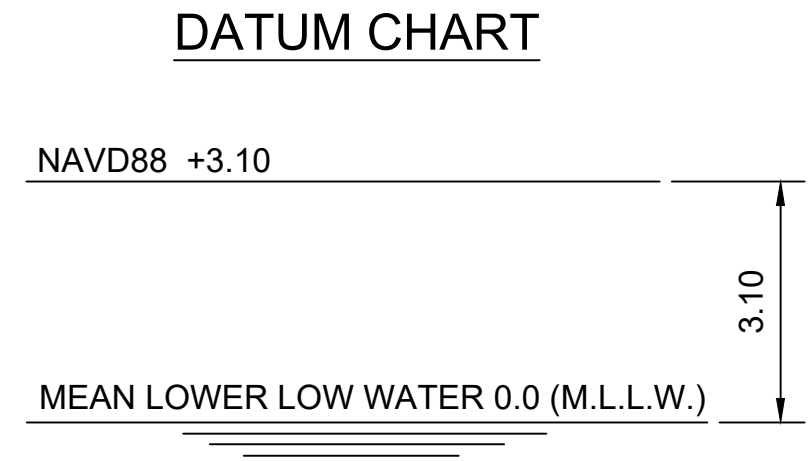 DATUM CHART
NAVD88 +3.10
3.10
MEAN LOWER LOW WATER 0.0 (M.L.L.W.)